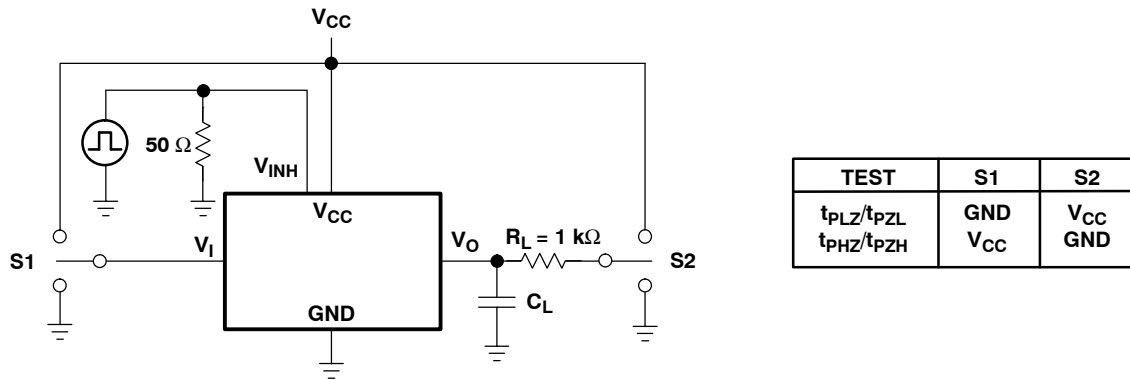 VCC
50 Ω
VINH
VCC
S1
VI
VO
RL = 1 kΩ
S2
CL
GND
TEST S1 S2
tPLZ/tPZL GND VCC
tPHZ/tPZH VCC GND